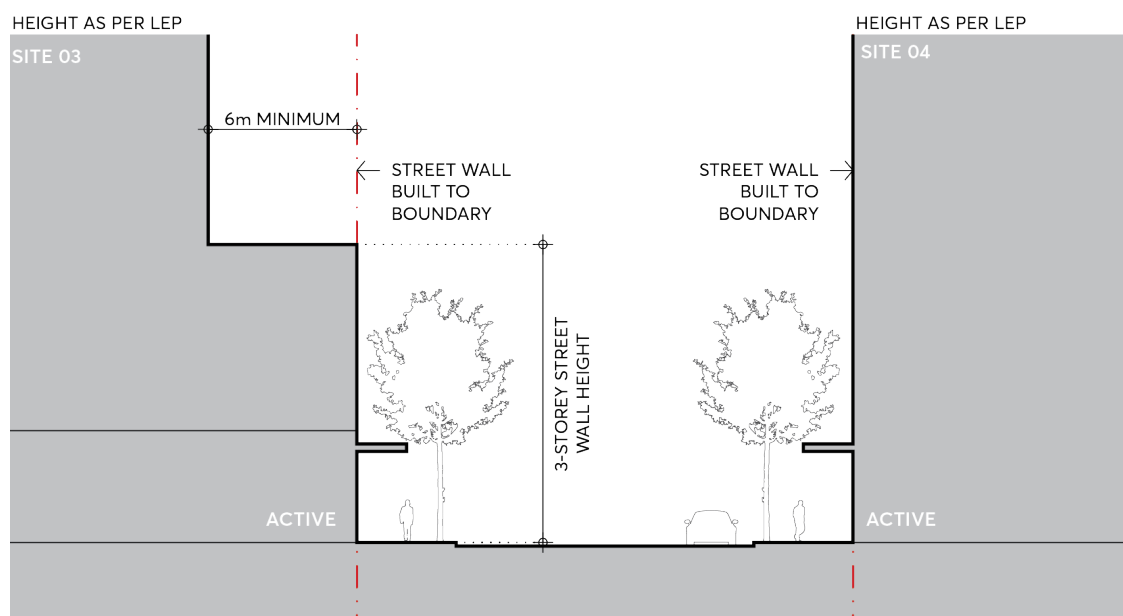 HEIGHT AS PER LEP
HEIGHT AS PER LEP
SITE 03
SITE 04
6m MINIMUM
STREET WALL
BUILT TO
BOUNDARY
STREET WALL
BUILT TO
BOUNDARY
3-STOREY STREET
WALL HEIGHT
ACTIVE
ACTIVE